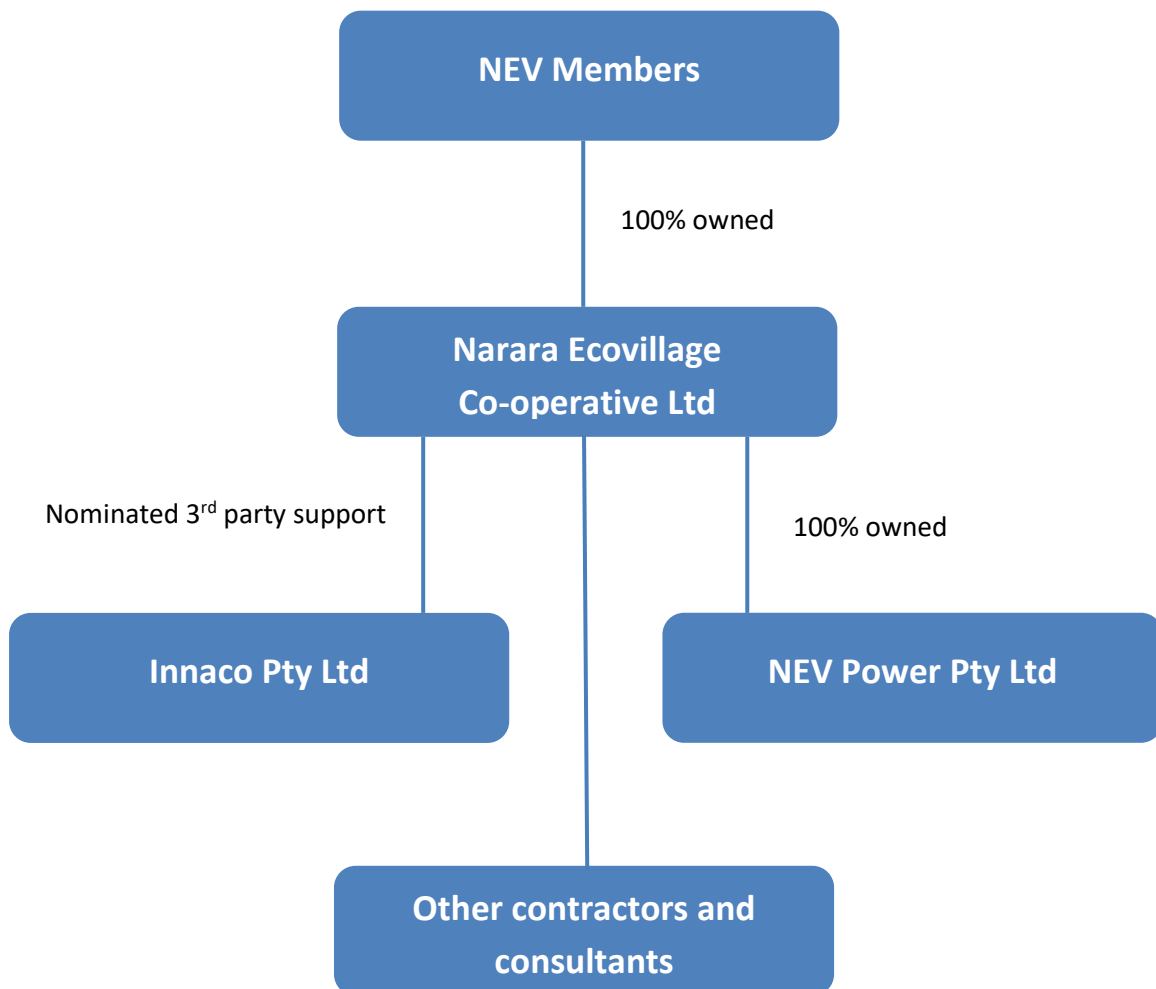 NEV Members
100% owned
Narara Ecovillage
Co-operative Ltd
Nominated 3rd party support
100% owned
Innaco Pty Ltd
NEV Power Pty Ltd
Other contractors and
consultants